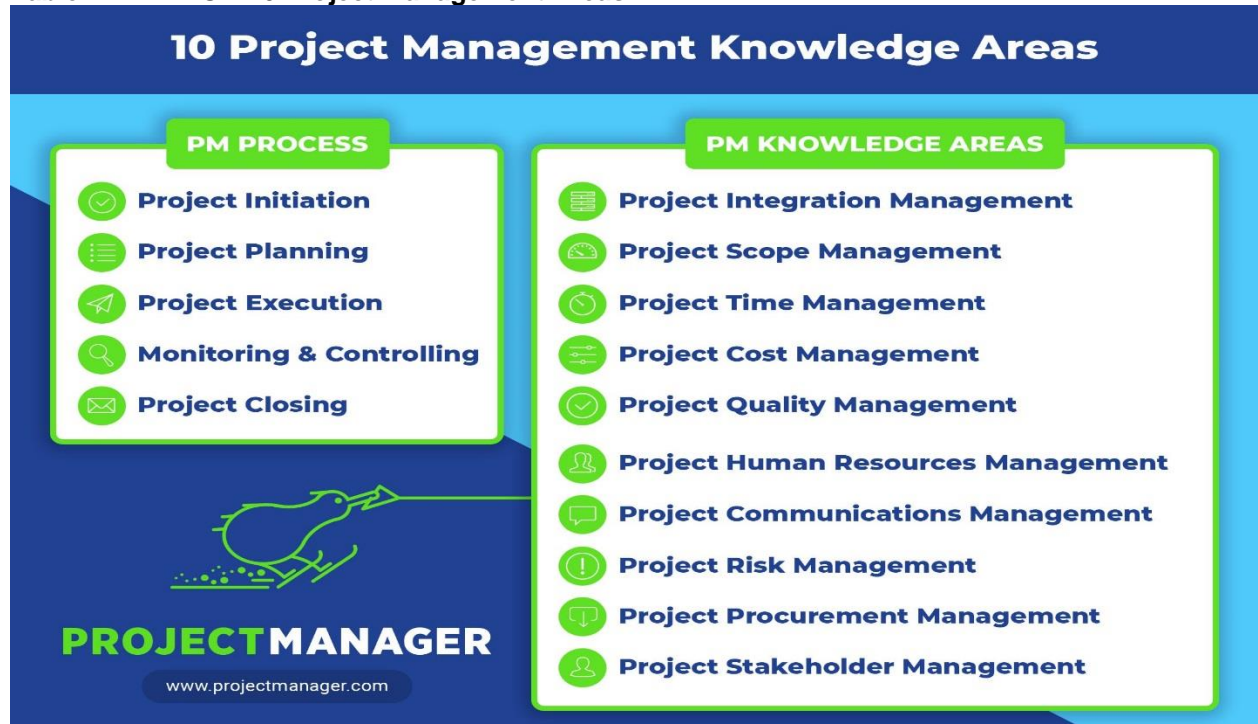 10 Project Management Knowledge Areas
PM PROCESS
Project Initiation
Project Planning
Project Execution
Monitoring & Controlling
Project Closing
PROJECTMANAGER
www.projectmanager.com
PM KNOWLEDGE AREAS
Project Integration Management
Project Scope Management
Project Time Management
Project Cost Management
Project Quality Management
Project Human Resources Management
Project Communications Management
Project Risk Management
Project Procurement Management
Project Stakeholder Management